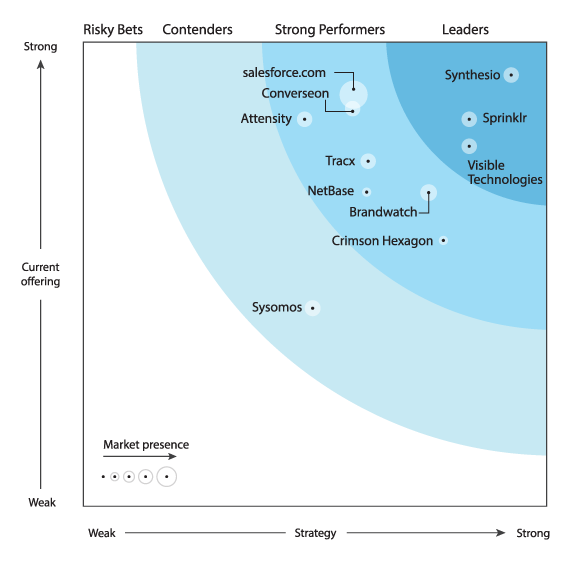 Risky Bets Contenders Strong Performers Leaders
Strong
salesforce.com
Synthesio
Converseon
Attensity
Sprinklr
Tracx
Visible
Technologies
NetBase
Brandwatch
Crimson Hexagon
Current
offering
Sysomos
Market presence
Weak
Weak Strategy Strong